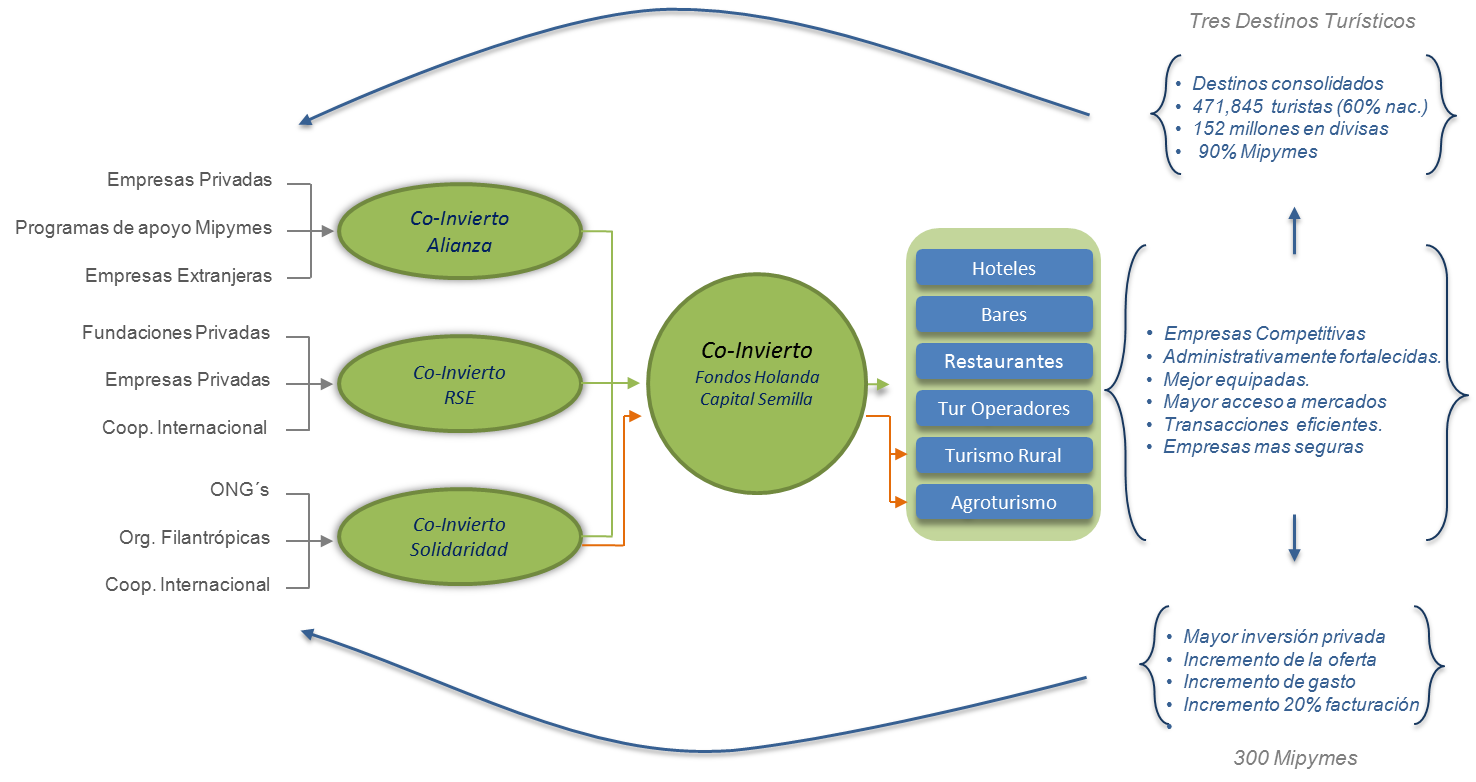 Tres Destinos Turísticos
• Destinos consolidados
• 471,845 turistas (60% nac.)
• 152 millones en divisas
• 90% Mipymes
Empresas Privadas
Programas de apoyo Mipymes
Empresas Extranjeras
Co-Invierto
Alianza
Fundaciones Privadas
Empresas Privadas
Coop. Internacional
Co-Invierto
RSE
ONG´s
Org. Filantrópicas
Coop. Internacional
Co-Invierto
Solidaridad
Co-Invierto
Fondos Holanda
Capital Semilla
Hoteles
Bares
Restaurantes
Tur Operadores
Turismo Rural
Agroturismo
• Empresas Competitivas
• Administrativamente fortalecidas.
• Mejor equipadas.
• Mayor acceso a mercados
• Transacciones eficientes.
• Empresas mas seguras
• Mayor inversión privada
• Incremento de la oferta
• Incremento de gasto
• Incremento 20% facturación
•
300 Mipymes